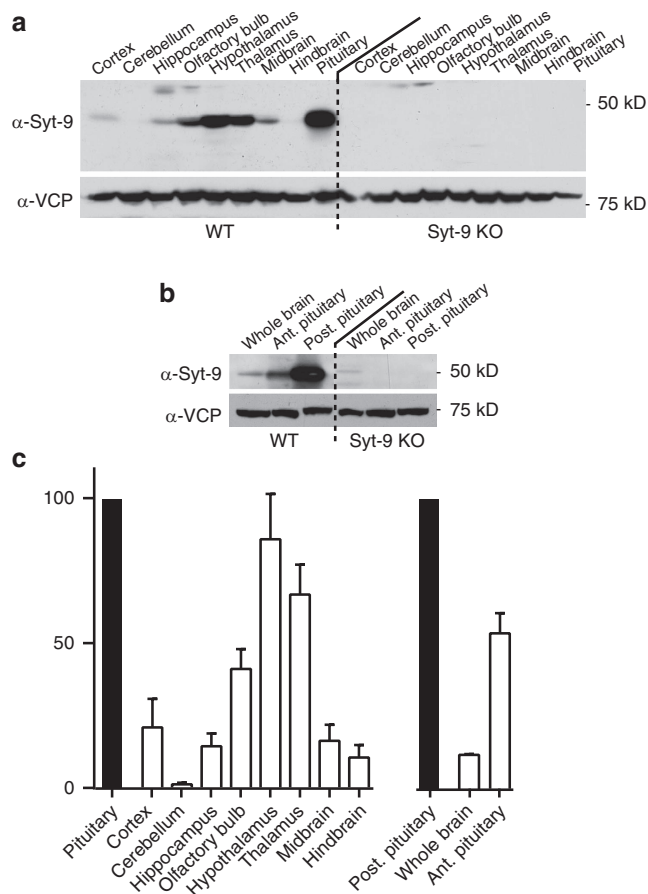 a
Cortex Cerebellum Hippocampus Olfactory bulb Hypothalamus Thalamus Midbrain Hindbrain Pituitary Cortex Cerebellum Hippocampus Olfactory bulb Hypothalamus Thalamus Midbrain Hindbrain Pituitary
α-Syt-9 - 50 kD
α-VCP - 75 kD
WT Syt-9 KO
b
Whole brain Ant. pituitary Post. pituitary Whole brain Ant. pituitary Post. pituitary
α-Syt-9 - 50 kD
α-VCP - 75 kD
WT Syt-9 KO
c
100
50
0
Pituitary Cortex Cerebellum Hippocampus Olfactory bulb Hypothalamus Thalamus Midbrain Hindbrain Post. pituitary Whole brain Ant. pituitary